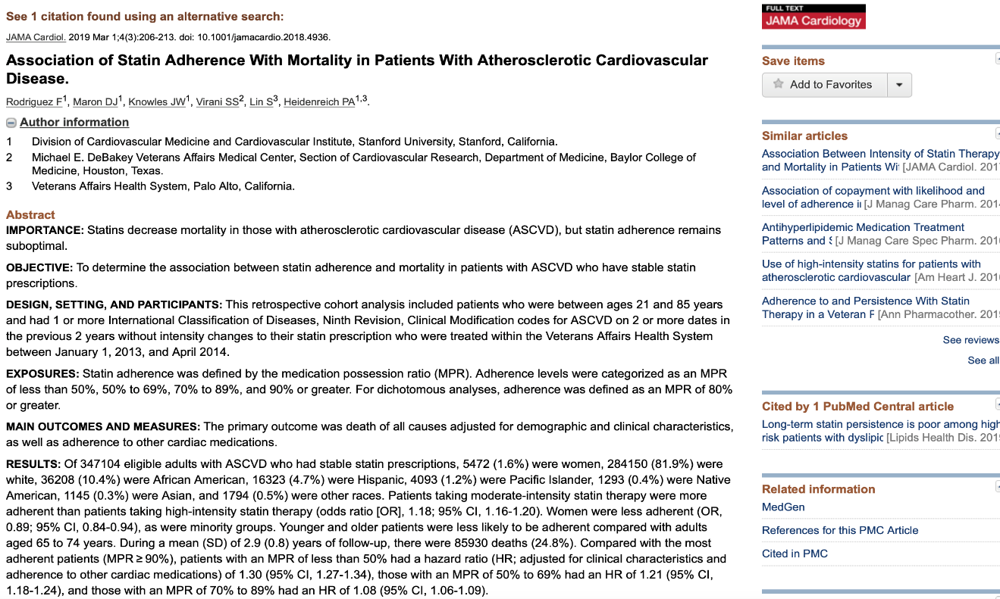 See 1 citation found using an alternative search:
JAMA Cardiol. 2019 Mar 1;4(3):206-213. doi: 10.1001/jamacardio.2018.4936.
Association of Statin Adherence With Mortality in Patients With Atherosclerotic Cardiovascular
Disease.
Rodriguez F1, Maron DJ1, Knowles JW1, Virani SS2, Lin S3, Heidenreich PA1,3.
Author information
1 Division of Cardiovascular Medicine and Cardiovascular Institute, Stanford University, Stanford, California.
2 Michael E. DeBakey Veterans Affairs Medical Center, Section of Cardiovascular Research, Department of Medicine, Baylor College of
Medicine, Houston, Texas.
3 Veterans Affairs Health System, Palo Alto, California.
Abstract
IMPORTANCE: Statins decrease mortality in those with atherosclerotic cardiovascular disease (ASCVD), but statin adherence remains
suboptimal.
OBJECTIVE: To determine the association between statin adherence and mortality in patients with ASCVD who have stable statin
prescriptions.
DESIGN, SETTING, AND PARTICIPANTS: This retrospective cohort analysis included patients who were between ages 21 and 85 years
and had 1 or more International Classification of Diseases, Ninth Revision, Clinical Modification codes for ASCVD on 2 or more dates in
the previous 2 years without intensity changes to their statin prescription who were treated within the Veterans Affairs Health System
between January 1, 2013, and April 2014.
EXPOSURES: Statin adherence was defined by the medication possession ratio (MPR). Adherence levels were categorized as an MPR
of less than 50%, 50% to 69%, 70% to 89%, and 90% or greater. For dichotomous analyses, adherence was defined as an MPR of 80%
or greater.
MAIN OUTCOMES AND MEASURES: The primary outcome was death of all causes adjusted for demographic and clinical characteristics,
as well as adherence to other cardiac medications.
RESULTS: Of 347104 eligible adults with ASCVD who had stable statin prescriptions, 5472 (1.6%) were women, 284150 (81.9%) were
white, 36208 (10.4%) were African American, 16323 (4.7%) were Hispanic, 4093 (1.2%) were Pacific Islander, 1293 (0.4%) were Native
American, 1145 (0.3%) were Asian, and 1794 (0.5%) were other races. Patients taking moderate-intensity statin therapy were more
adherent than patients taking high-intensity statin therapy (odds ratio [OR], 1.18; 95% CI, 1.16-1.20). Women were less adherent (OR,
0.89; 95% CI, 0.84-0.94), as were minority groups. Younger and older patients were less likely to be adherent compared with adults
aged 65 to 74 years. During a mean (SD) of 2.9 (0.8) years of follow-up, there were 85930 deaths (24.8%). Compared with the most
adherent patients (MPR ≥ 90%), patients with an MPR of less than 50% had a hazard ratio (HR; adjusted for clinical characteristics and
adherence to other cardiac medications) of 1.30 (95% CI, 1.27-1.34), those with an MPR of 50% to 69% had an HR of 1.21 (95% CI,
1.18-1.24), and those with an MPR of 70% to 89% had an HR of 1.08 (95% CI, 1.06-1.09).
FULL TEXT
JAMA Cardiology
Save items
Add to Favorites
Similar articles
Association Between Intensity of Statin Therapy
and Mortality in Patients Wi [JAMA Cardiol. 201
Association of copayment with likelihood and
level of adherence i [J Manag Care Pharm. 201
Antihyperlipidemic Medication Treatment
Patterns and [J Manag Care Spec Pharm. 201
Use of high-intensity statins for patients with
atherosclerotic cardiovascular [Am Heart J. 201
Adherence to and Persistence With Statin
Therapy in a Veteran [Ann Pharmacother. 201
See reviews
See all
Cited by 1 PubMed Central article
Long-term statin persistence is poor among high
risk patients with dyslipic [Lipids Health Dis. 201
Related information
MedGen
References for this PMC Article
Cited in PMC